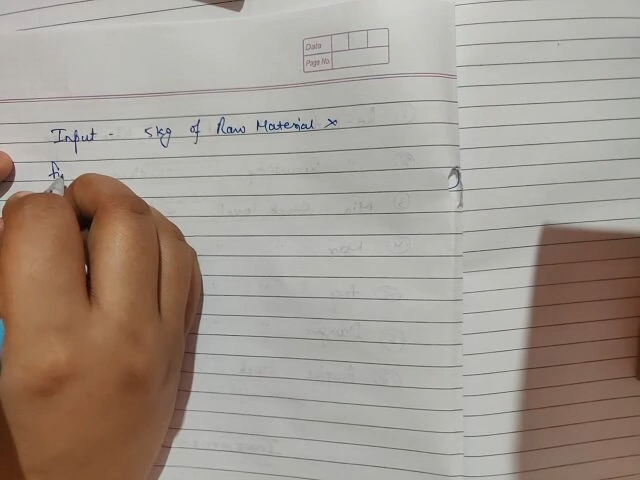 Date
Page No.
Input - 5kg of Raw Material x